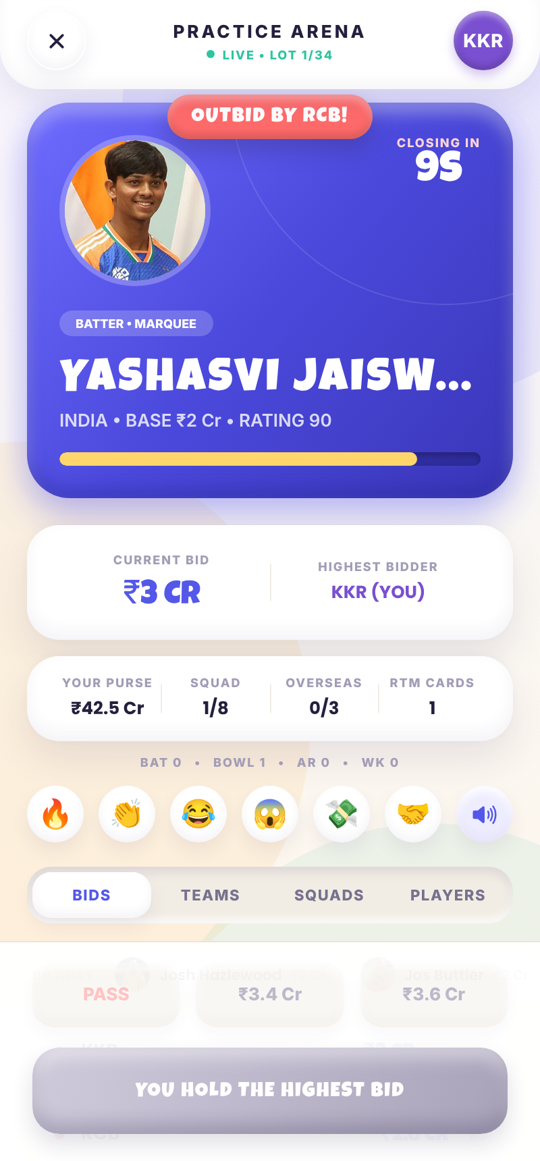 PRACTICE ARENA
LIVE • LOT 1/34
KKR
OUTBID BY RCB!
CLOSING IN
9S
BATTER • MARQUEE
YASHASVI JAISW...
INDIA • BASE ₹2 Cr • RATING 90
CURRENT BID
₹3 CR
HIGHEST BIDDER
KKR (YOU)
YOUR PURSE
₹42.5 Cr
SQUAD
1/8
OVERSEAS
0/3
RTM CARDS
1
BAT 0 • BOWL 1 • AR 0 • WK 0
BIDS TEAMS SQUADS PLAYERS
Josh Hazlewood Jos Buttler
PASS ₹3.4 Cr ₹3.6 Cr
KKR
YOU HOLD THE HIGHEST BID
RCB